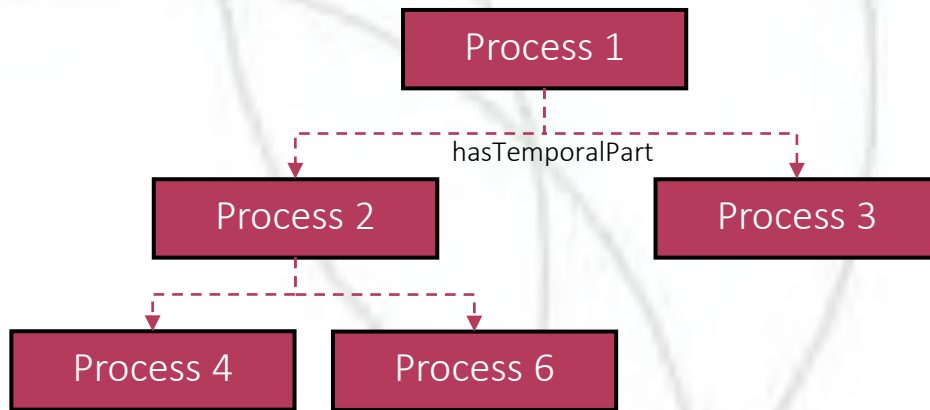 Process 1
hasTemporalPart
Process 2
Process 3
Process 4
Process 6